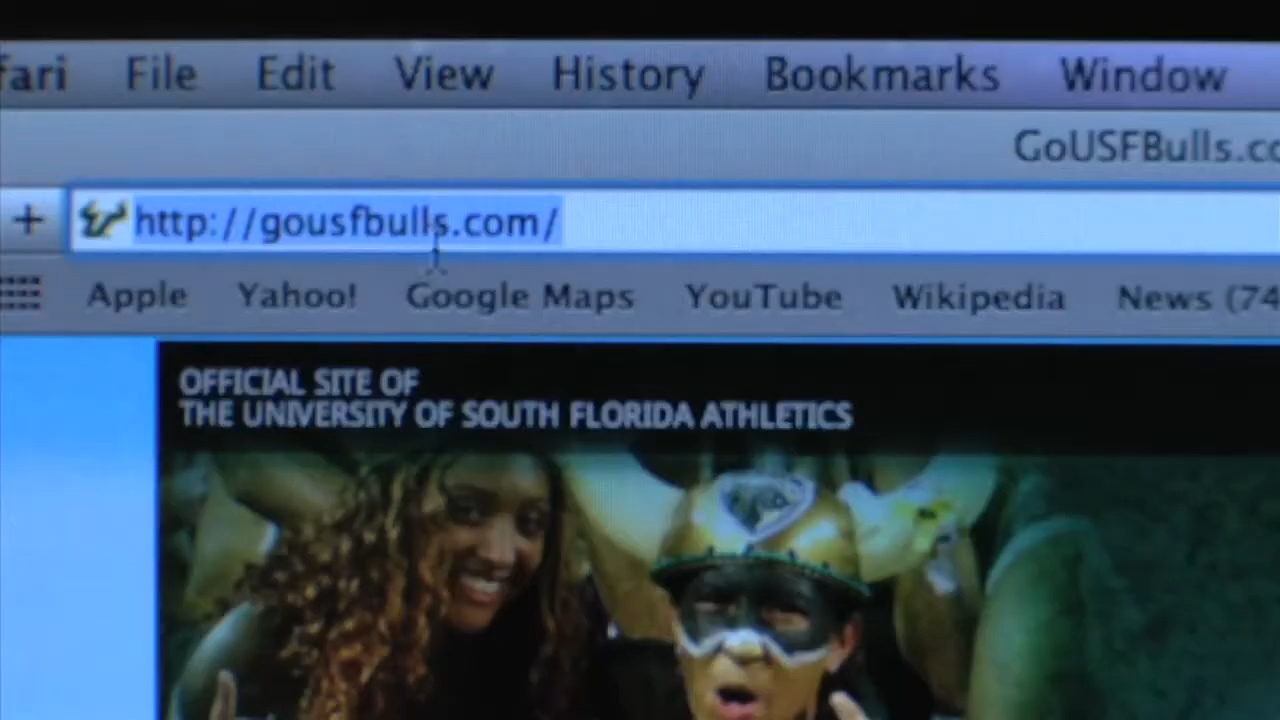 fari File Edit View History Bookmarks Window
GoUSFBulls.co
+ http://gousfbulls.com/
Apple Yahoo! Google Maps YouTube Wikipedia News (74
OFFICIAL SITE OF
THE UNIVERSITY OF SOUTH FLORIDA ATHLETICS